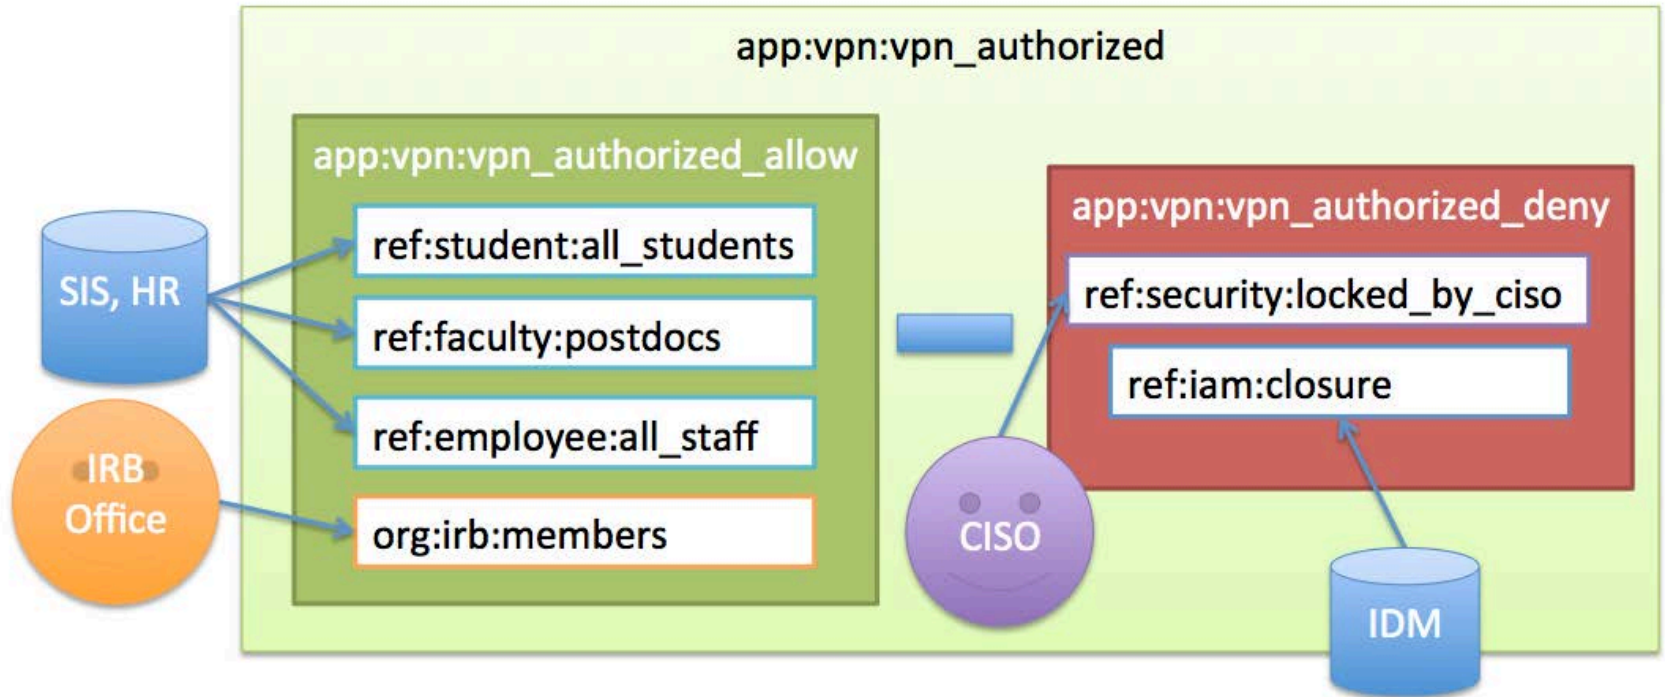 app:vpn:vpn_authorized
app:vpn:vpn_authorized_allow
ref:student:all_students
ref:faculty:postdocs
ref:employee:all_staff
org:irb:members
SIS, HR
IRB
Office
app:vpn:vpn_authorized_deny
ref:security:locked_by_ciso
ref:iam:closure
CISO
IDM